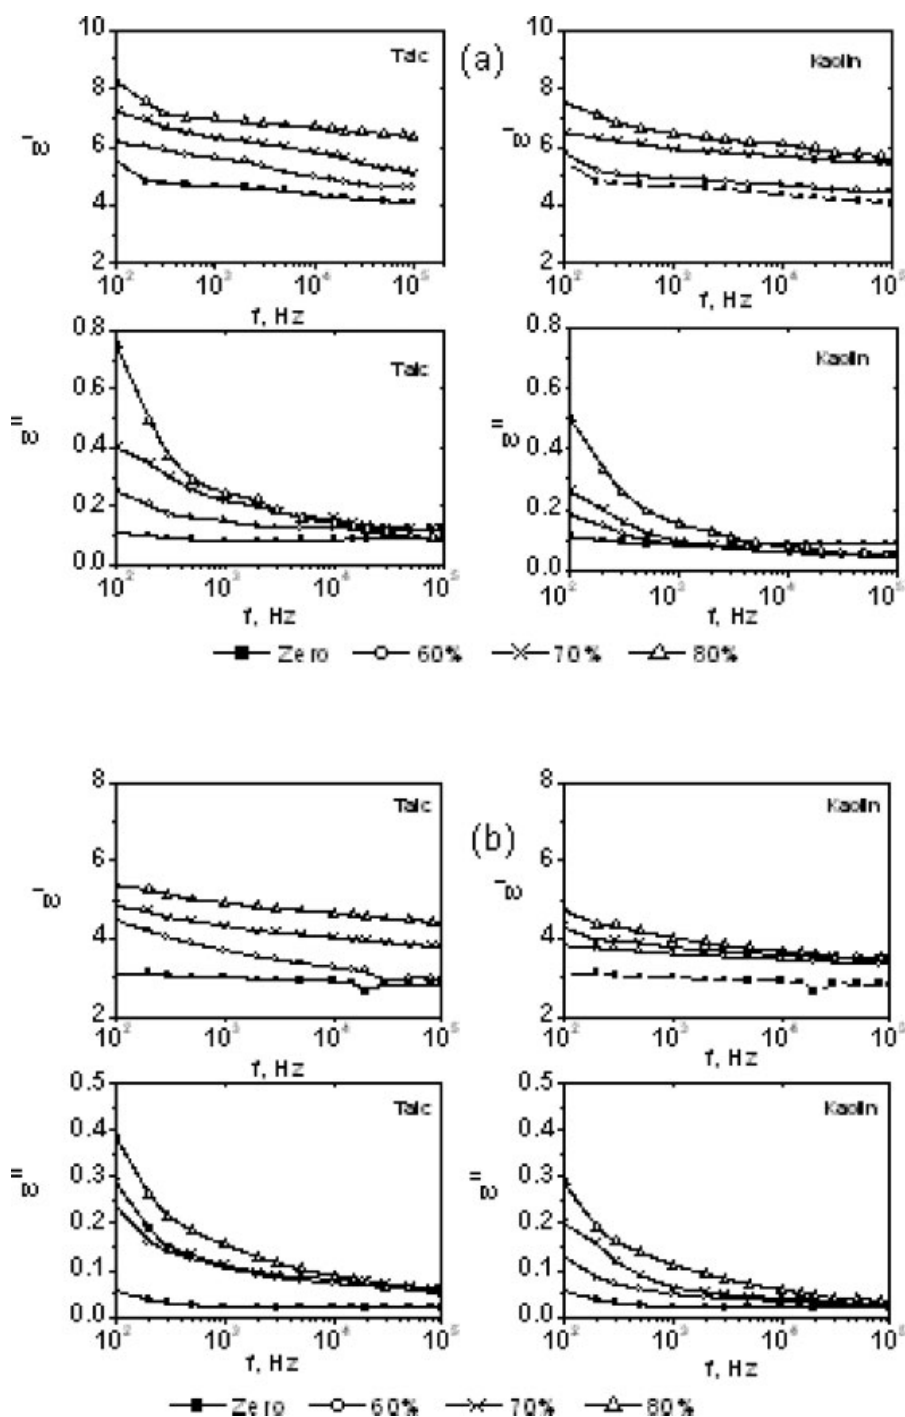 10
8
6
4
2
ε'
Talc
10² 10³ 10⁴ 10⁵
f, Hz
(a)
10
8
6
4
2
ε'
Kaolin
10² 10³ 10⁴ 10⁵
f, Hz
0.8
0.6
0.4
0.2
0.0
ε"
Talc
10² 10³ 10⁴ 10⁵
f, Hz
0.8
0.6
0.4
0.2
0.0
ε"
Kaolin
10² 10³ 10⁴ 10⁵
f, Hz
Zero 60% 70% 80%
8
6
4
2
ε'
Talc
10² 10³ 10⁴ 10⁵
f, Hz
(b)
8
6
4
2
ε'
Kaolin
10² 10³ 10⁴ 10⁵
f, Hz
0.5
0.4
0.3
0.2
0.1
0.0
ε"
Talc
10² 10³ 10⁴ 10⁵
f, Hz
0.5
0.4
0.3
0.2
0.1
0.0
ε"
Kaolin
10² 10³ 10⁴ 10⁵
f, Hz
Zero 60% 70% 80%